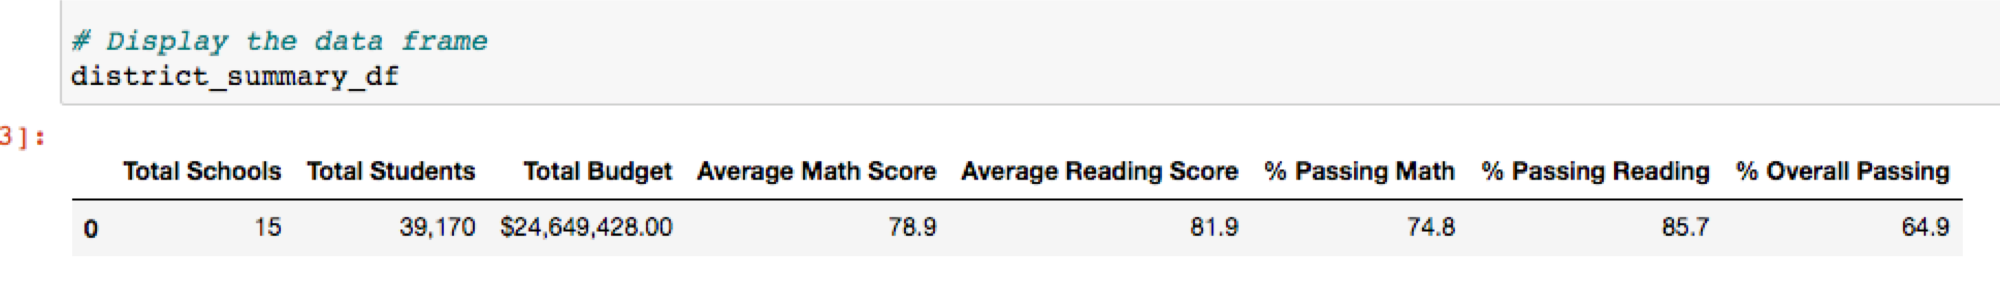 # Display the data frame
district_summary_df
3]:
Total Schools Total Students Total Budget Average Math Score Average Reading Score % Passing Math % Passing Reading % Overall Passing
0 15 39,170 $24,649,428.00 78.9 81.9 74.8 85.7 64.9